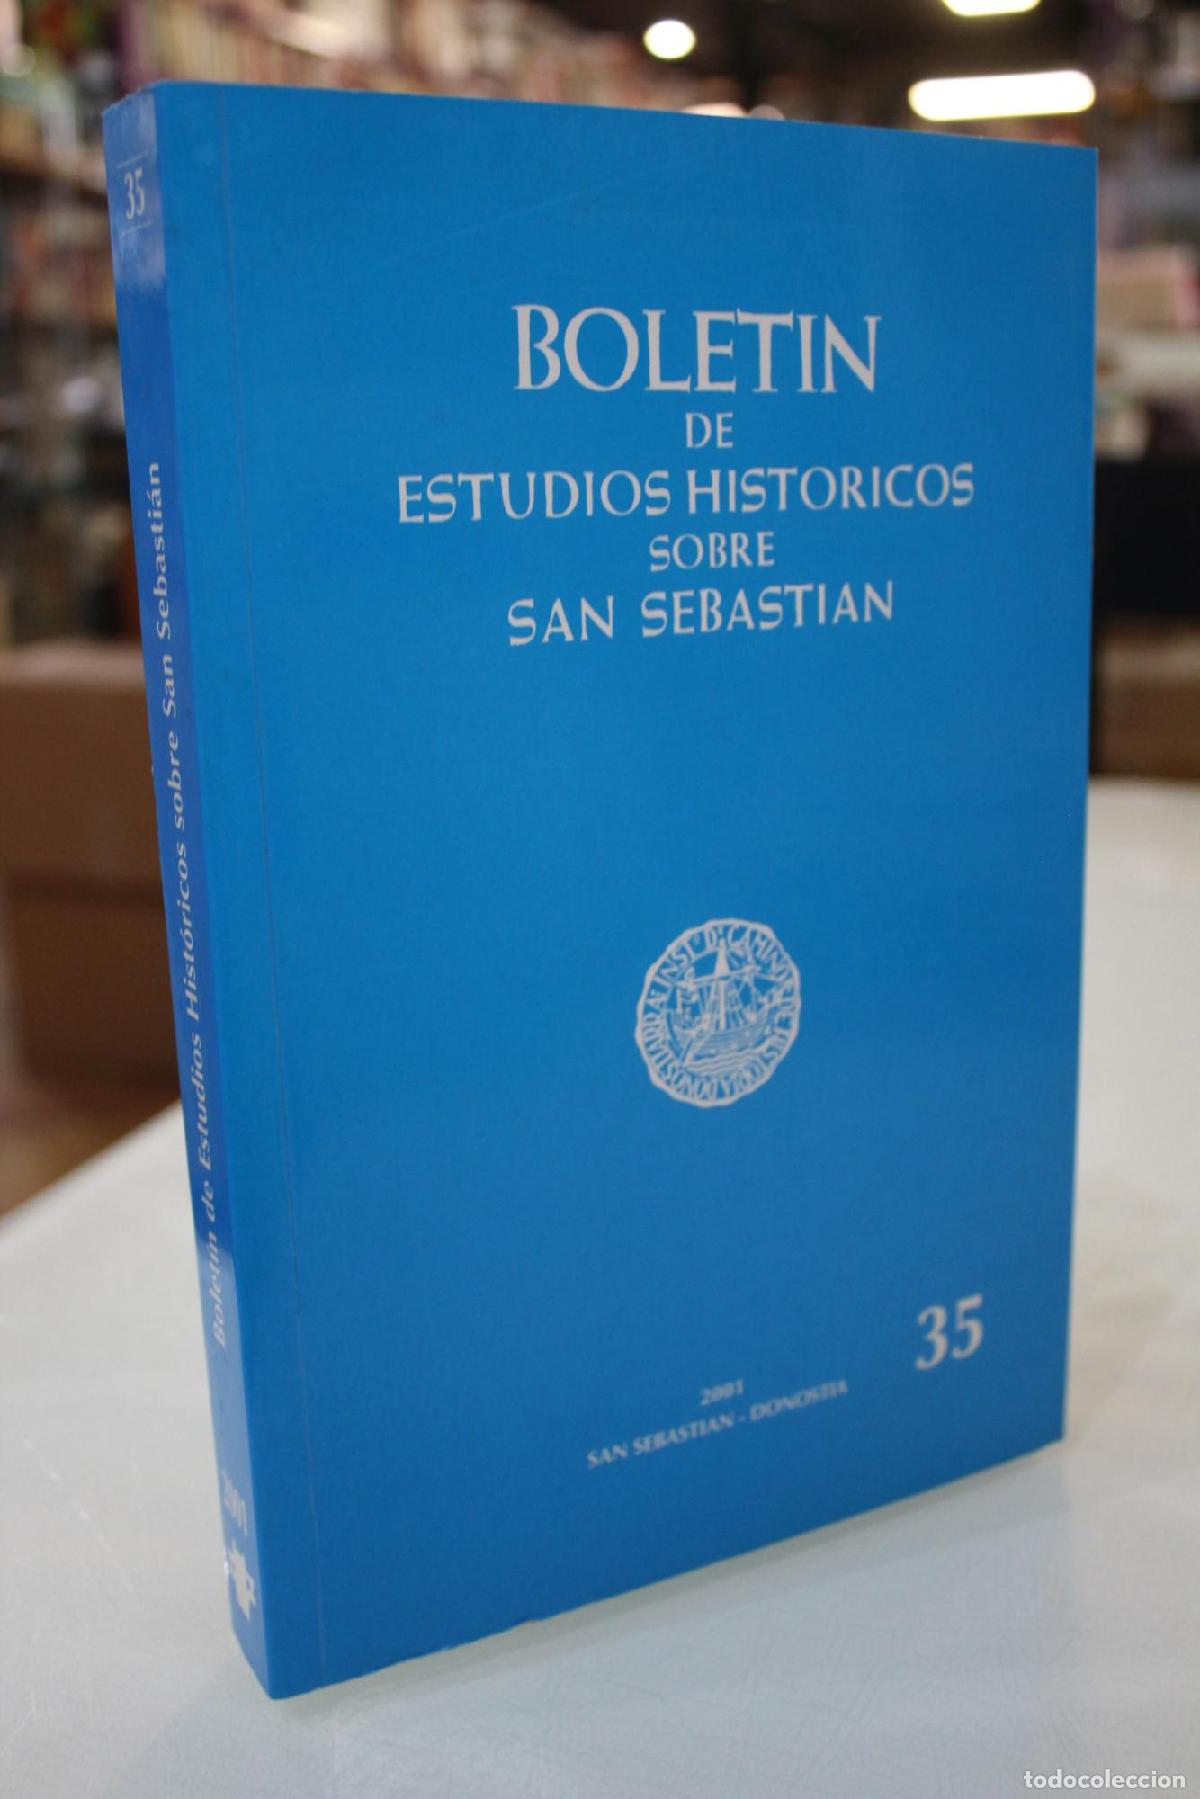 35
Boletín de Estudios Históricos sobre San Sebastián
2001
BOLETIN
DE
ESTUDIOS HISTORICOS
SOBRE
SAN SEBASTIAN
35
2001
SAN SEBASTIAN - DONOSTIA
todocoleccion